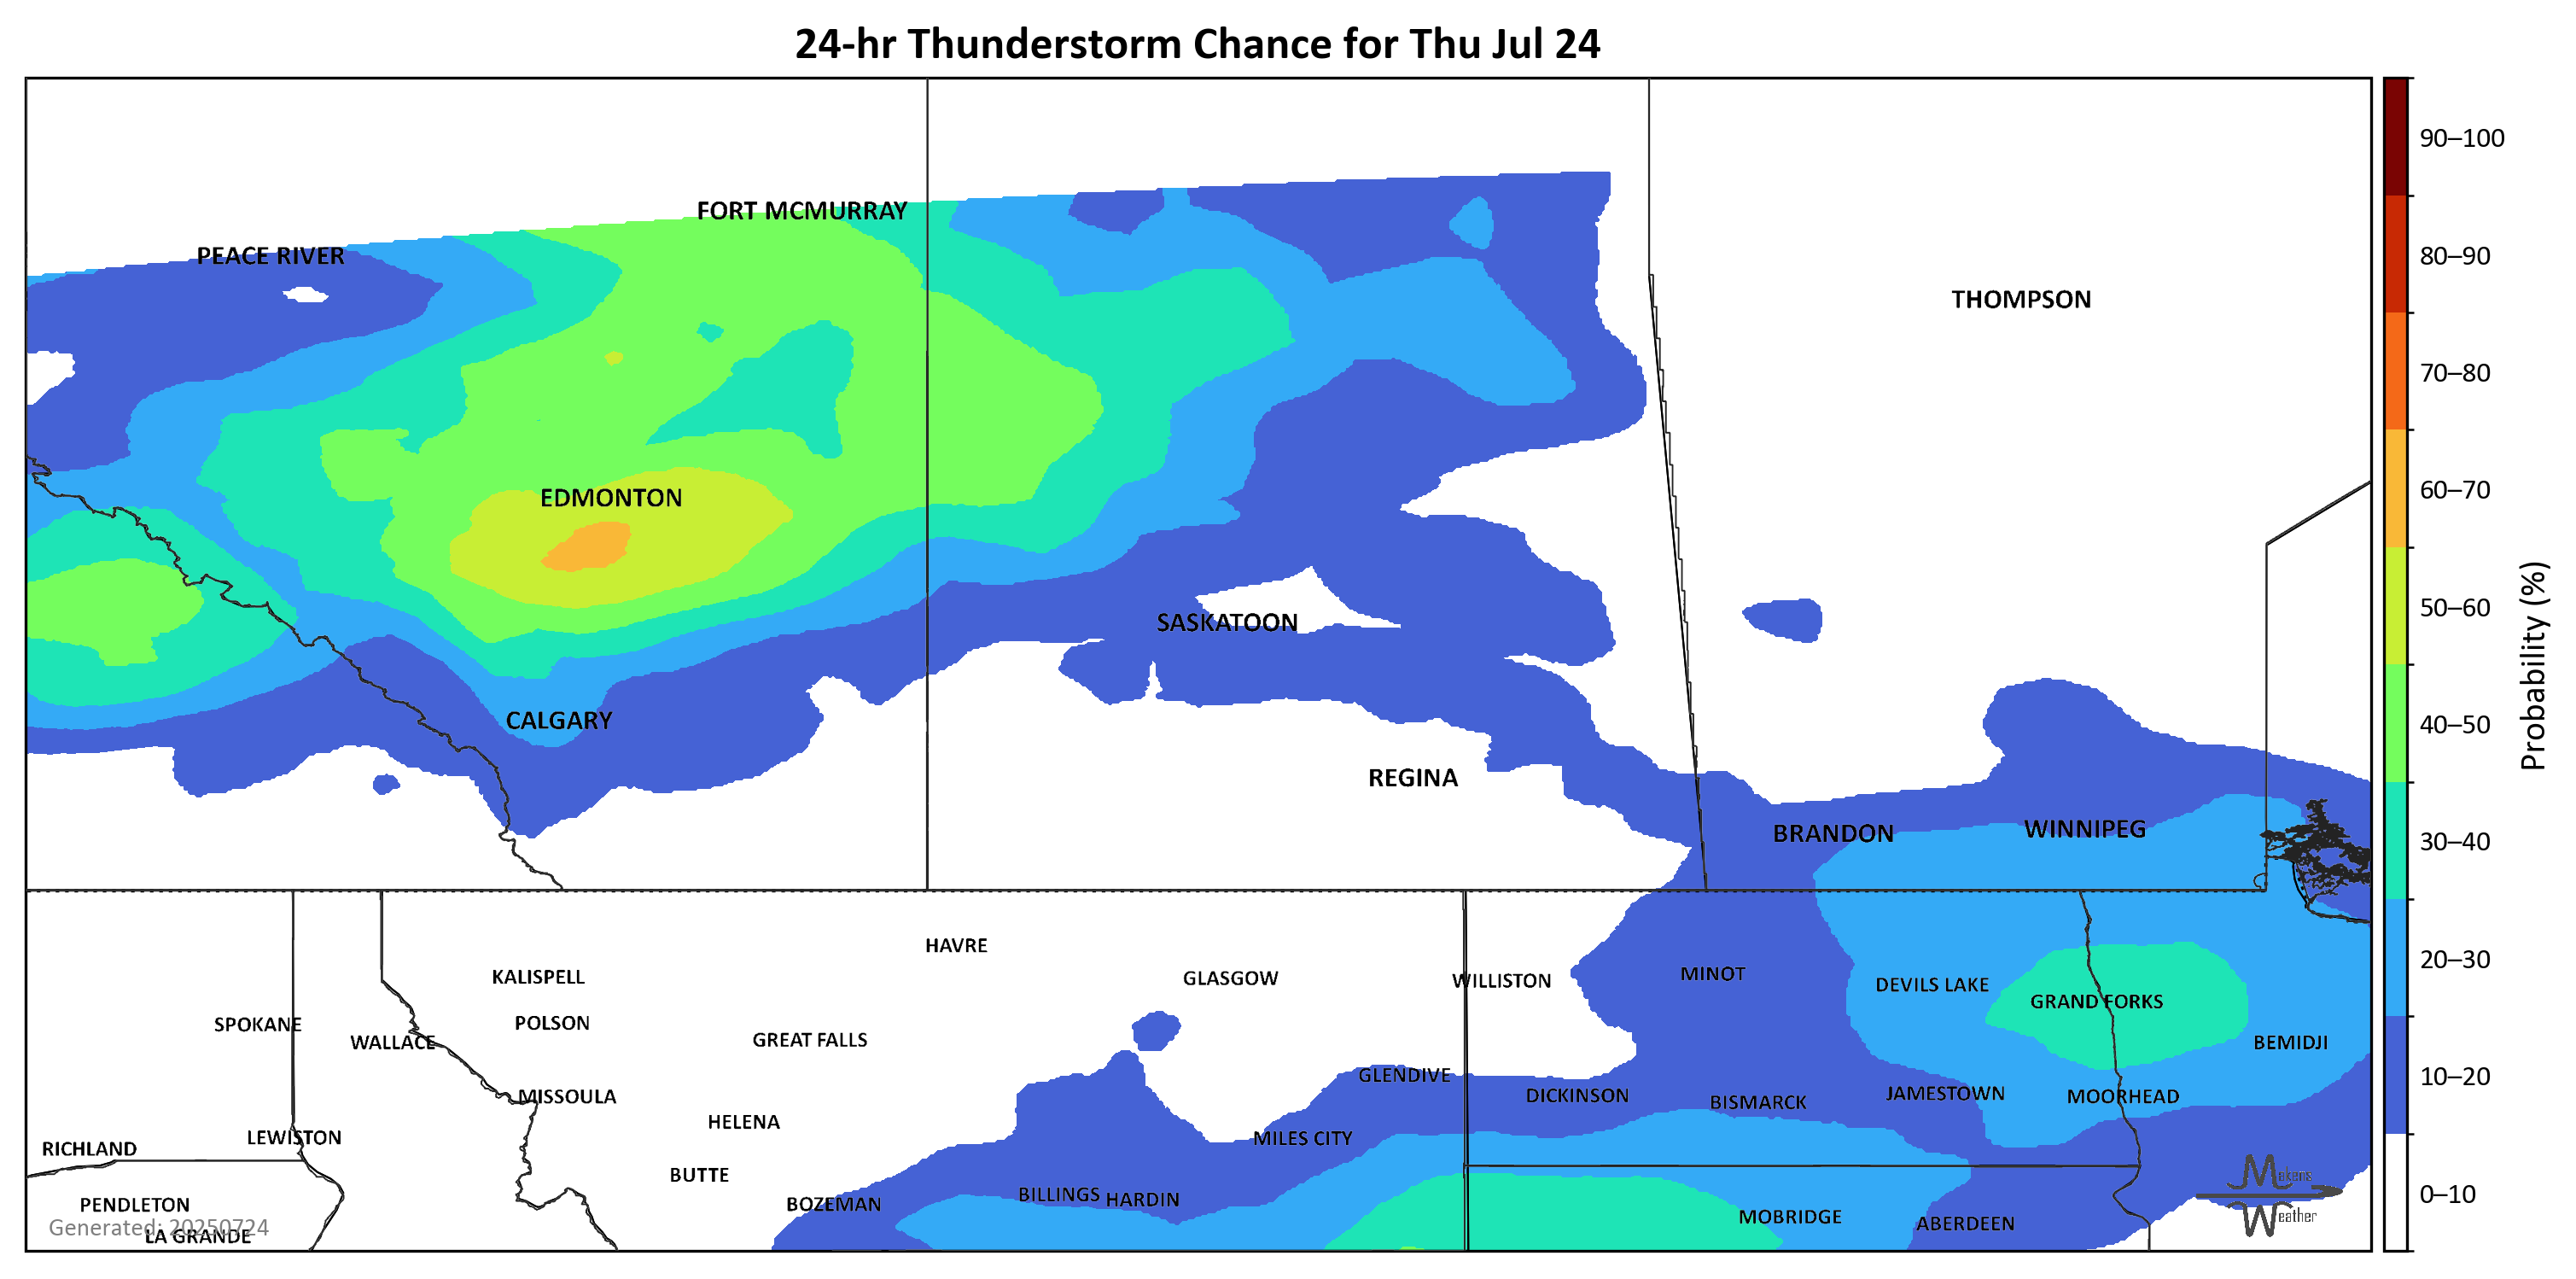 24-hr Thunderstorm Chance for Thu Jul 24
FORT MCMURRAY
PEACE RIVER
THOMPSON
EDMONTON
SASKATOON
CALGARY
REGINA
BRANDON
WINNIPEG
HAVRE
KALISPELL
GLASGOW
WILLISTON
MINOT
DEVILS LAKE
GRAND FORKS
SPOKANE
POLSON
WALLACE
GREAT FALLS
BEMIDJI
GLENDIVE
MISSOULA
DICKINSON
BISMARCK
JAMESTOWN
MOORHEAD
HELENA
LEWISTON
MILES CITY
RICHLAND
BUTTE
BILLINGS
HARDIN
PENDLETON
BOZEMAN
MOBRIDGE
ABERDEEN
Generated: 20250724
LA GRANDE
Makens
Weather
90–100
80–90
70–80
60–70
50–60
40–50
30–40
20–30
10–20
0–10
Probability (%)